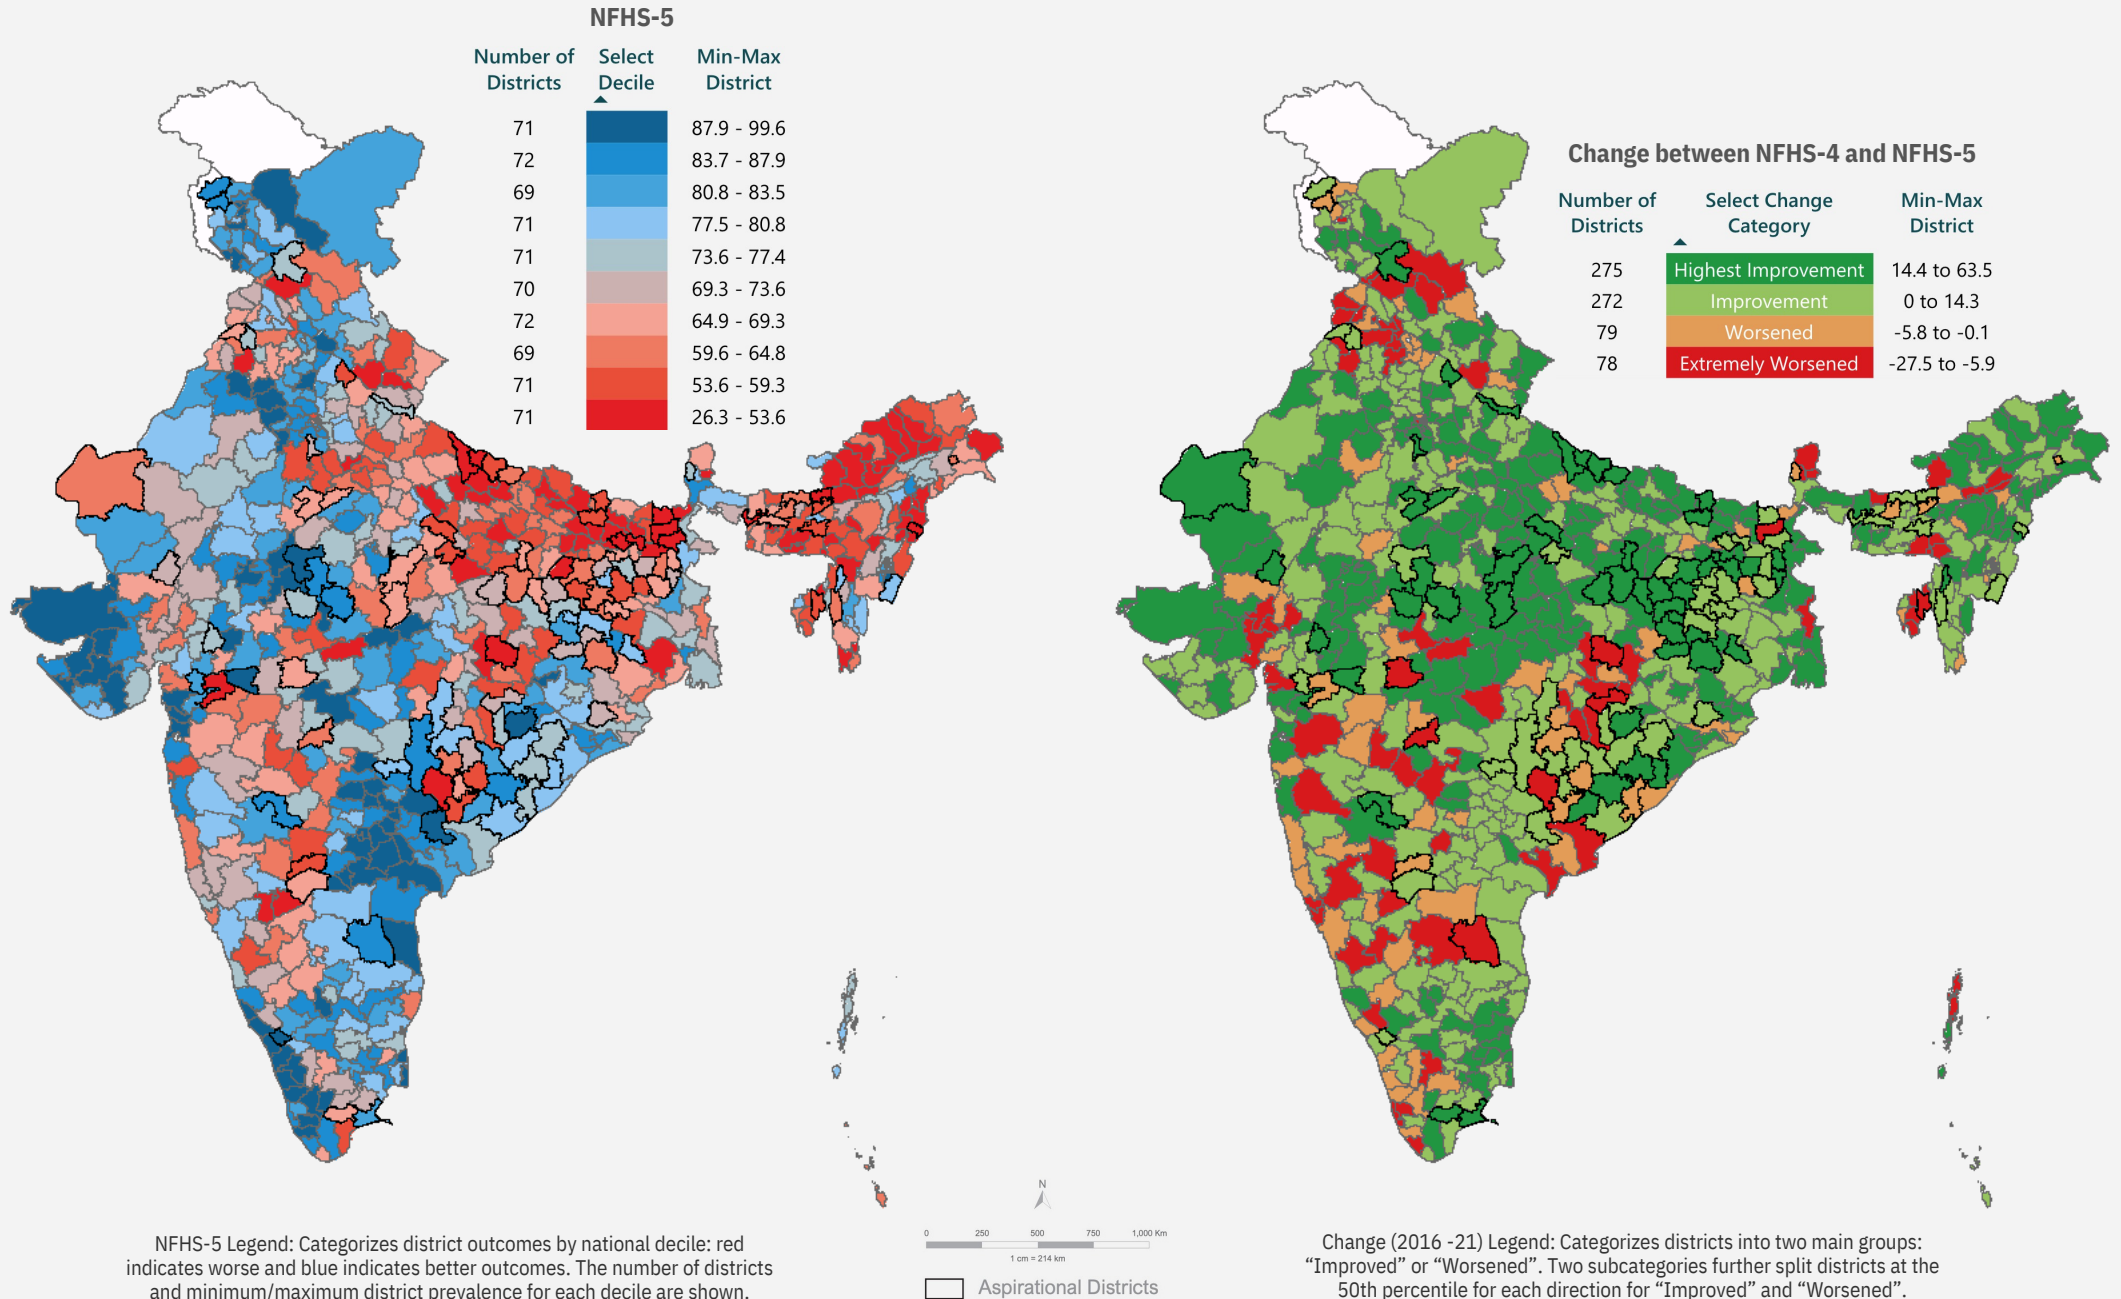 NFHS-5
Number of Districts
Select Decile
Min-Max District
71 87.9 - 99.6
72 83.7 - 87.9
69 80.8 - 83.5
71 77.5 - 80.8
71 73.6 - 77.4
70 69.3 - 73.6
72 64.9 - 69.3
69 59.6 - 64.8
71 53.6 - 59.3
71 26.3 - 53.6
Change between NFHS-4 and NFHS-5
Number of Districts
Select Change Category
Min-Max District
275 Highest Improvement 14.4 to 63.5
272 Improvement 0 to 14.3
79 Worsened -5.8 to -0.1
78 Extremely Worsened -27.5 to -5.9
NFHS-5 Legend: Categorizes district outcomes by national decile: red
indicates worse and blue indicates better outcomes. The number of districts
and minimum/maximum district prevalence for each decile are shown.
N
0 250 500 750 1,000 Km
1 cm = 214 km
Aspirational Districts
Change (2016 -21) Legend: Categorizes districts into two main groups:
“Improved” or “Worsened”. Two subcategories further split districts at the
50th percentile for each direction for “Improved” and “Worsened”.